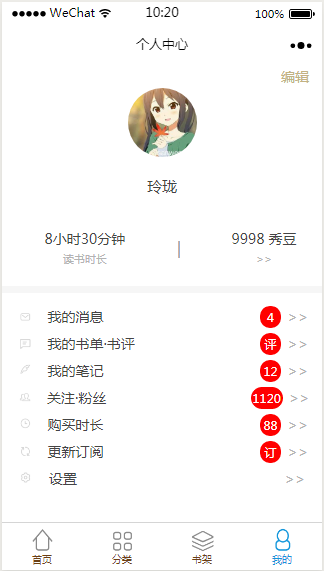 WeChat 10:20 100%
个人中心
编辑
玲珑
8小时30分钟 | 9998 秀豆
读书时长 >>
我的消息 4 >>
我的书单·书评 评 >>
我的笔记 12 >>
关注·粉丝 1120 >>
购买时长 88 >>
更新订阅 订 >>
设置 >>
首页 分类 书架 我的